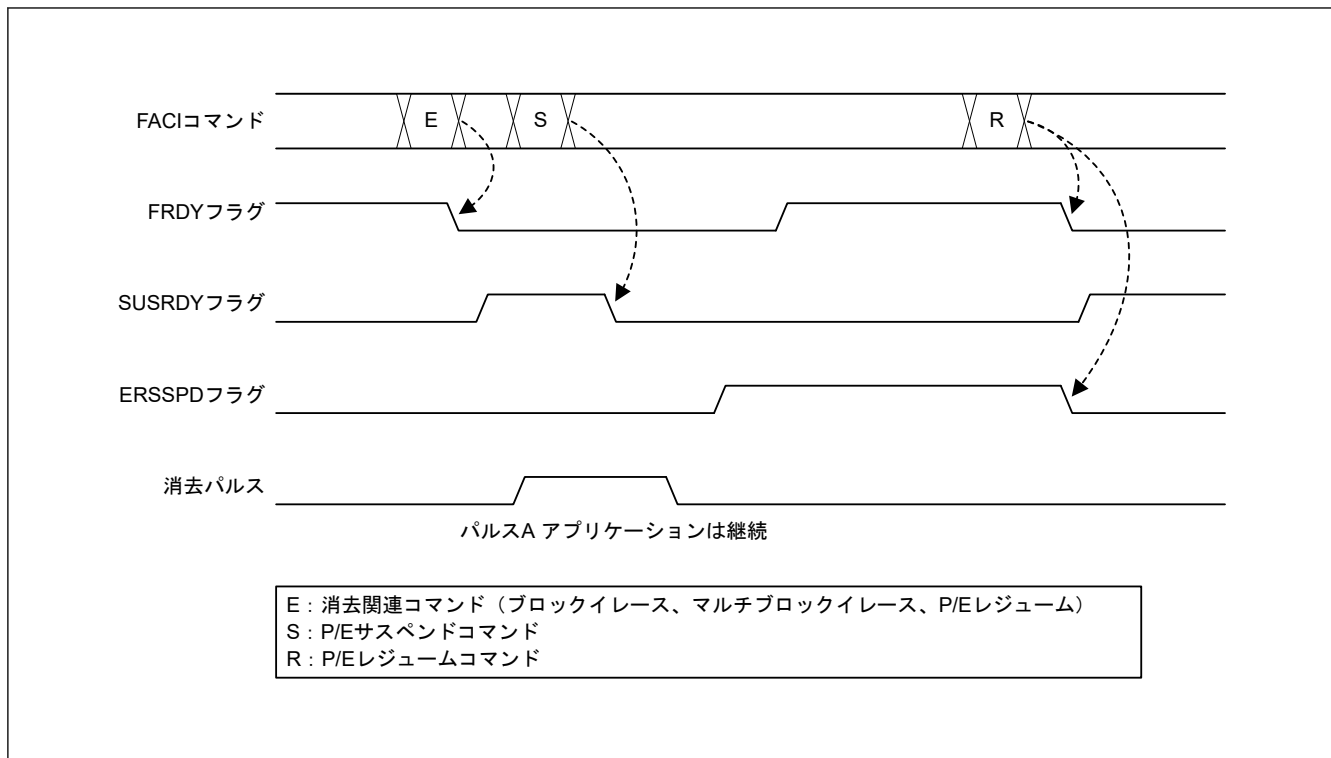 FACIコマンド
E
S
R
FRDYフラグ
SUSRDYフラグ
ERSSPDフラグ
消去パルス
パルスA アプリケーションは継続
E：消去関連コマンド（ブロックイレース、マルチブロックイレース、P/Eレジューム）
S：P/Eサスペンドコマンド
R：P/Eレジュームコマンド